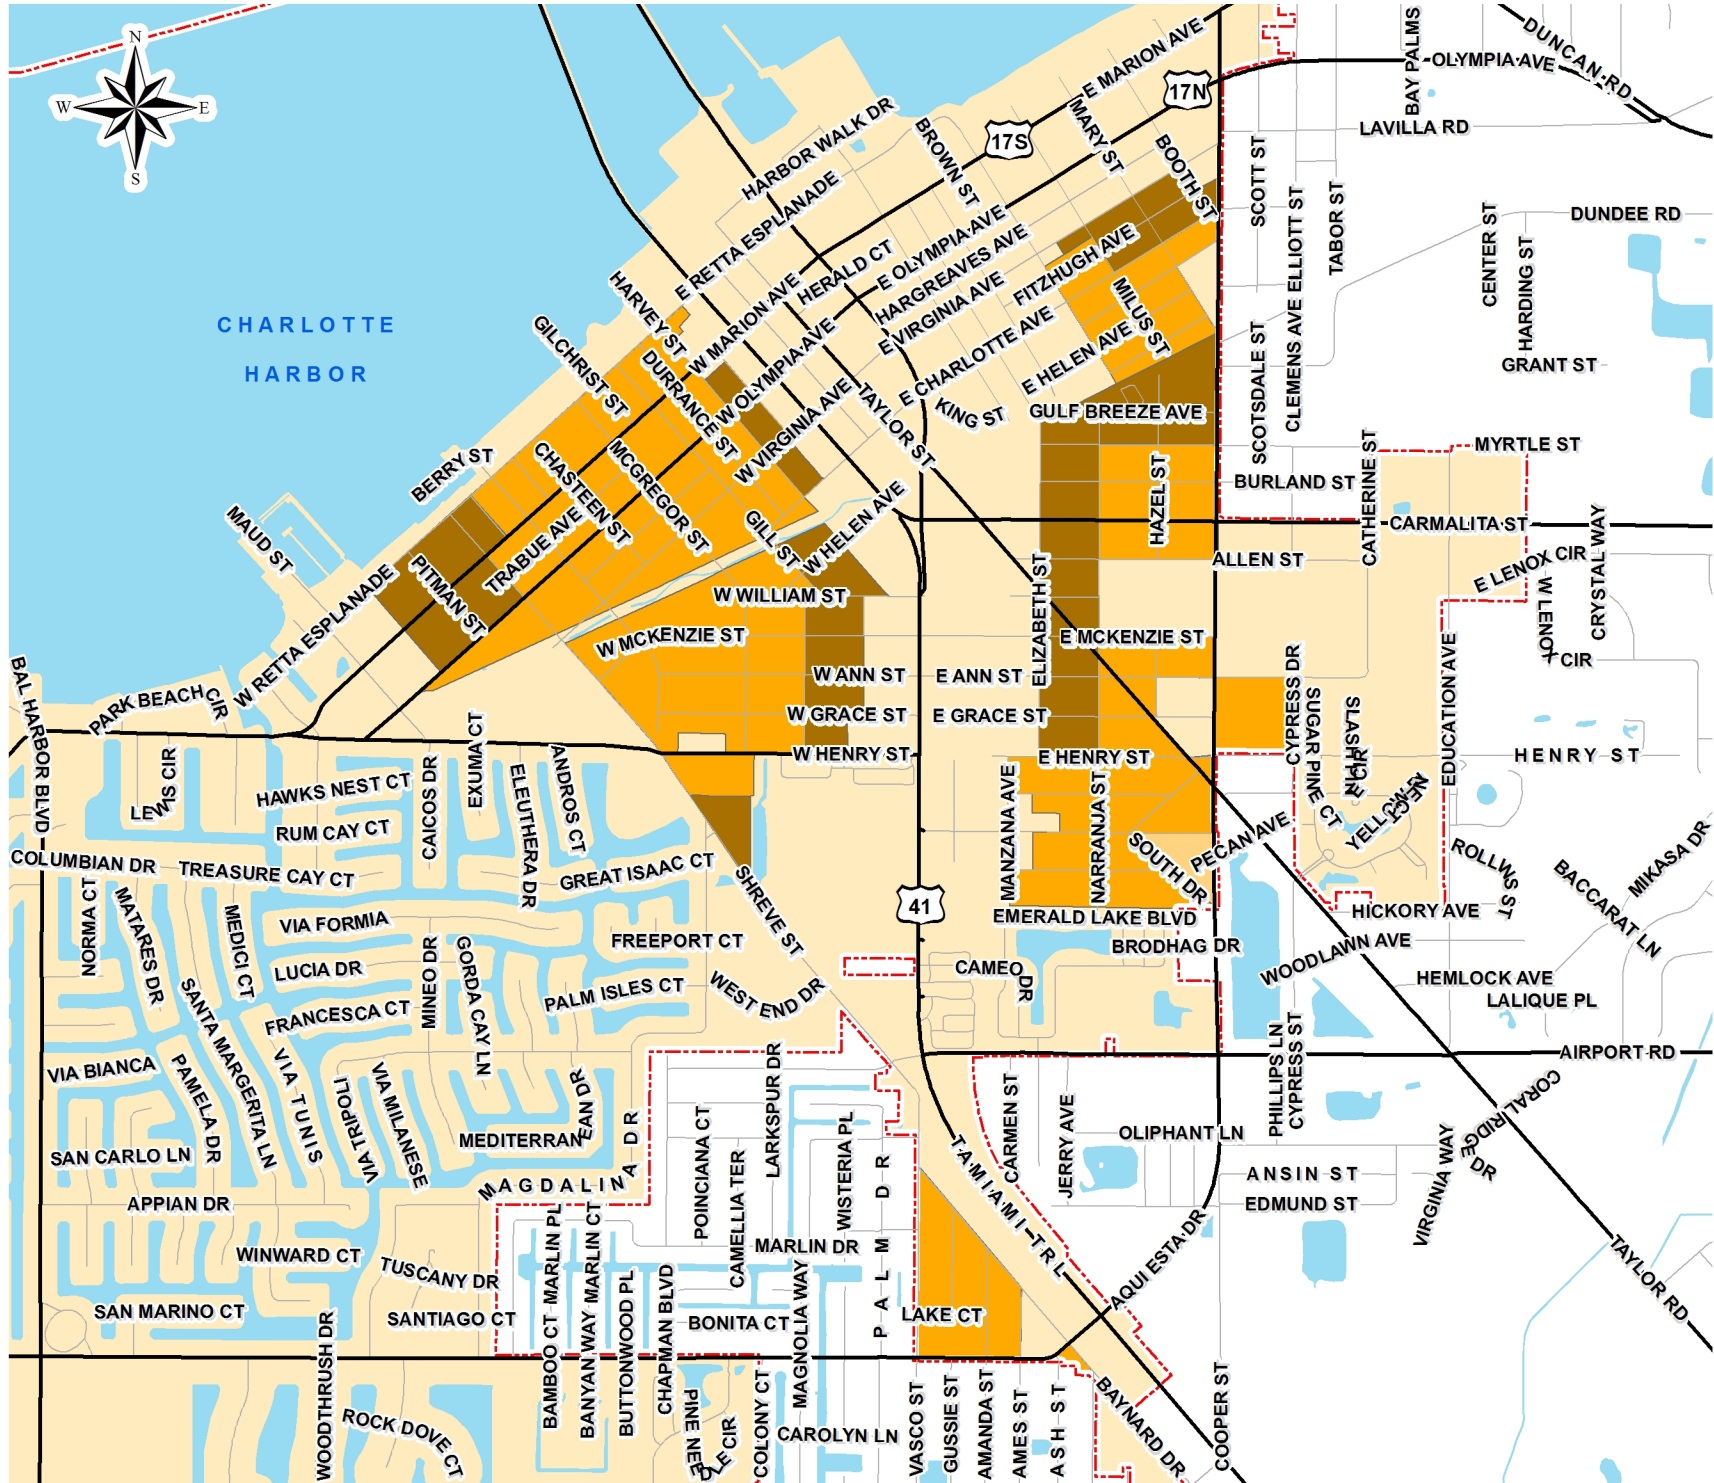 N
W
E
S
CHARLOTTE
HARBOR
17S
17N
41
E MARION AVE
DUNCAN RD
OLYMPIA AVE
BAY PALMS
LAVILLA RD
HARBOR WALK DR
BROWN ST
MARY ST
BOOTH ST
SCOTT ST
ELLIOTT ST
TABOR ST
CENTER ST
DUNDEE RD
HARDING ST
GRANT ST
E RETTA ESPLANADE
HERALD CT
E OLYMPIA AVE
HARGREAVES AVE
E VIRGINIA AVE
FITZHUGH AVE
MILUS ST
HARVEY ST
W MARION AVE
W OLYMPIA AVE
E CHARLOTTE AVE
E HELEN AVE
SCOTSDALE ST
CLEMENS AVE
GILCHRIST ST
DURRANCE ST
W VIRGINIA AVE
TAYLOR ST
KING ST
GULF BREEZE AVE
MYRTLE ST
BERRY ST
CHASTEEN ST
MCGREGOR ST
BURLAND ST
CATHERINE ST
HAZEL ST
CARMALITA ST
CRYSTAL WAY
MAUD ST
TRABUE AVE
GILL ST
W HELEN AVE
ALLEN ST
E LENOX CIR
W LENOX CIR
PITMAN ST
W WILLIAM ST
ELIZABETH ST
W RETTA ESPLANADE
W MCKENZIE ST
E MCKENZIE ST
W ANN ST
E ANN ST
EDUCATION AVE
PARK BEACH CIR
BAL HARBOR BLVD
W GRACE ST
E GRACE ST
CYPRESS DR
SUGAR PINE CT
SLASH PINE CIR
W HENRY ST
E HENRY ST
HENRY ST
YELLOW PINE CT
LEWIS CIR
HAWKS NEST CT
CAICOS DR
EXUMA CT
ELEUTHERA DR
ANDROS CT
RUM CAY CT
MANZANA AVE
NARRANJA ST
SOUTH DR
PECAN AVE
ROLLWS ST
MIKASA DR
BACCARAT LN
COLUMBIAN DR
TREASURE CAY CT
GREAT ISAAC CT
SHREVE ST
NORMA CT
MATARES DR
MEDICI CT
VIA FORMIA
EMERALD LAKE BLVD
HICKORY AVE
FREEPORT CT
BRODHAG DR
WOODLAWN AVE
LUCIA DR
MINEO DR
GORDA CAY LN
CAMEO DR
HEMLOCK AVE
LALIQUE PL
PALM ISLES CT
WEST END DR
FRANCESCA CT
SANTA MARGERITA LN
VIA BIANCA
PAMELA DR
VIA TUNIS
VIA TRIPOLI
VIA MILANESE
PHILLIPS LN
CYPRESS ST
AIRPORT RD
CORAL RIDGE DR
LARKSPUR DR
CARMEN ST
JERRY AVE
MEDITERRANEAN DR
MAGDALINA DR
POINCIANA CT
CAMELLIA TER
WISTERIA PL
PALM DR
TAMIAMI TRL
OLIPHANT LN
ANSIN ST
EDMUND ST
VIRGINIA WAY
SAN CARLO LN
APPIAN DR
WINWARD CT
TUSCANY DR
SAN MARINO CT
SANTIAGO CT
MARLIN DR
MARLIN PL
MARLIN CT
BAMBOO CT
BANYAN WAY
BUTTONWOOD PL
CHAPMAN BLVD
BONITA CT
MAGNOLIA WAY
LAKE CT
AQUI ESTA DR
TAYLOR RD
WOODTHRUSH DR
ROCK DOVE CT
PINE NEEDLE CIR
COLONY CT
CAROLYN LN
VASCO ST
GUSSIE ST
AMANDA ST
AMES ST
ASH ST
BAYNARD DR
COOPER ST